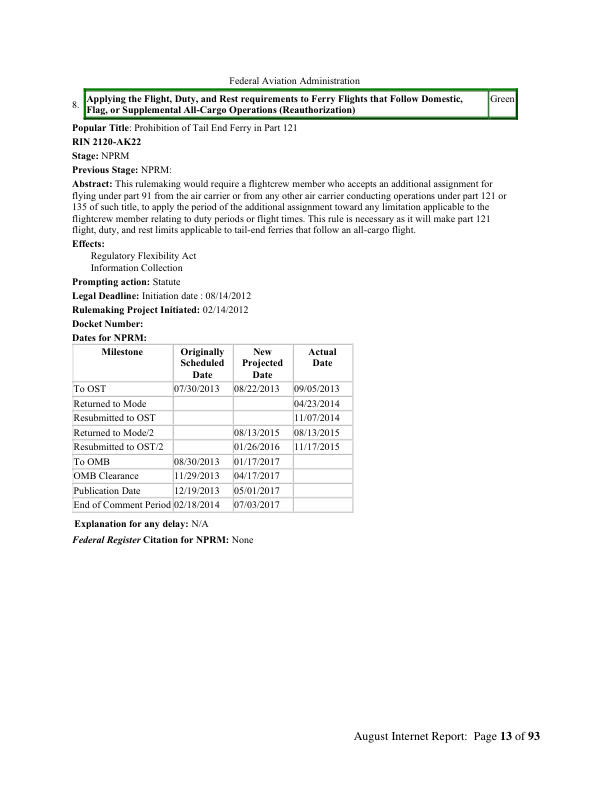 Federal Aviation Administration
8. Applying the Flight, Duty, and Rest requirements to Ferry Flights that Follow Domestic, Green
Flag, or Supplemental All-Cargo Operations (Reauthorization)
Popular Title: Prohibition of Tail End Ferry in Part 121
RIN 2120-AK22
Stage: NPRM
Previous Stage: NPRM:
Abstract: This rulemaking would require a flightcrew member who accepts an additional assignment for
flying under part 91 from the air carrier or from any other air carrier conducting operations under part 121 or
135 of such title, to apply the period of the additional assignment toward any limitation applicable to the
flightcrew member relating to duty periods or flight times. This rule is necessary as it will make part 121
flight, duty, and rest limits applicable to tail-end ferries that follow an all-cargo flight.
Effects:
Regulatory Flexibility Act
Information Collection
Prompting action: Statute
Legal Deadline: Initiation date : 08/14/2012
Rulemaking Project Initiated: 02/14/2012
Docket Number:
Dates for NPRM:
Milestone Originally New Actual
Scheduled Projected Date
Date Date
To OST 07/30/2013 08/22/2013 09/05/2013
Returned to Mode 04/23/2014
Resubmitted to OST 11/07/2014
Returned to Mode/2 08/13/2015 08/13/2015
Resubmitted to OST/2 01/26/2016 11/17/2015
To OMB 08/30/2013 01/17/2017
OMB Clearance 11/29/2013 04/17/2017
Publication Date 12/19/2013 05/01/2017
End of Comment Period 02/18/2014 07/03/2017
Explanation for any delay: N/A
Federal Register Citation for NPRM: None
August Internet Report: Page 13 of 93